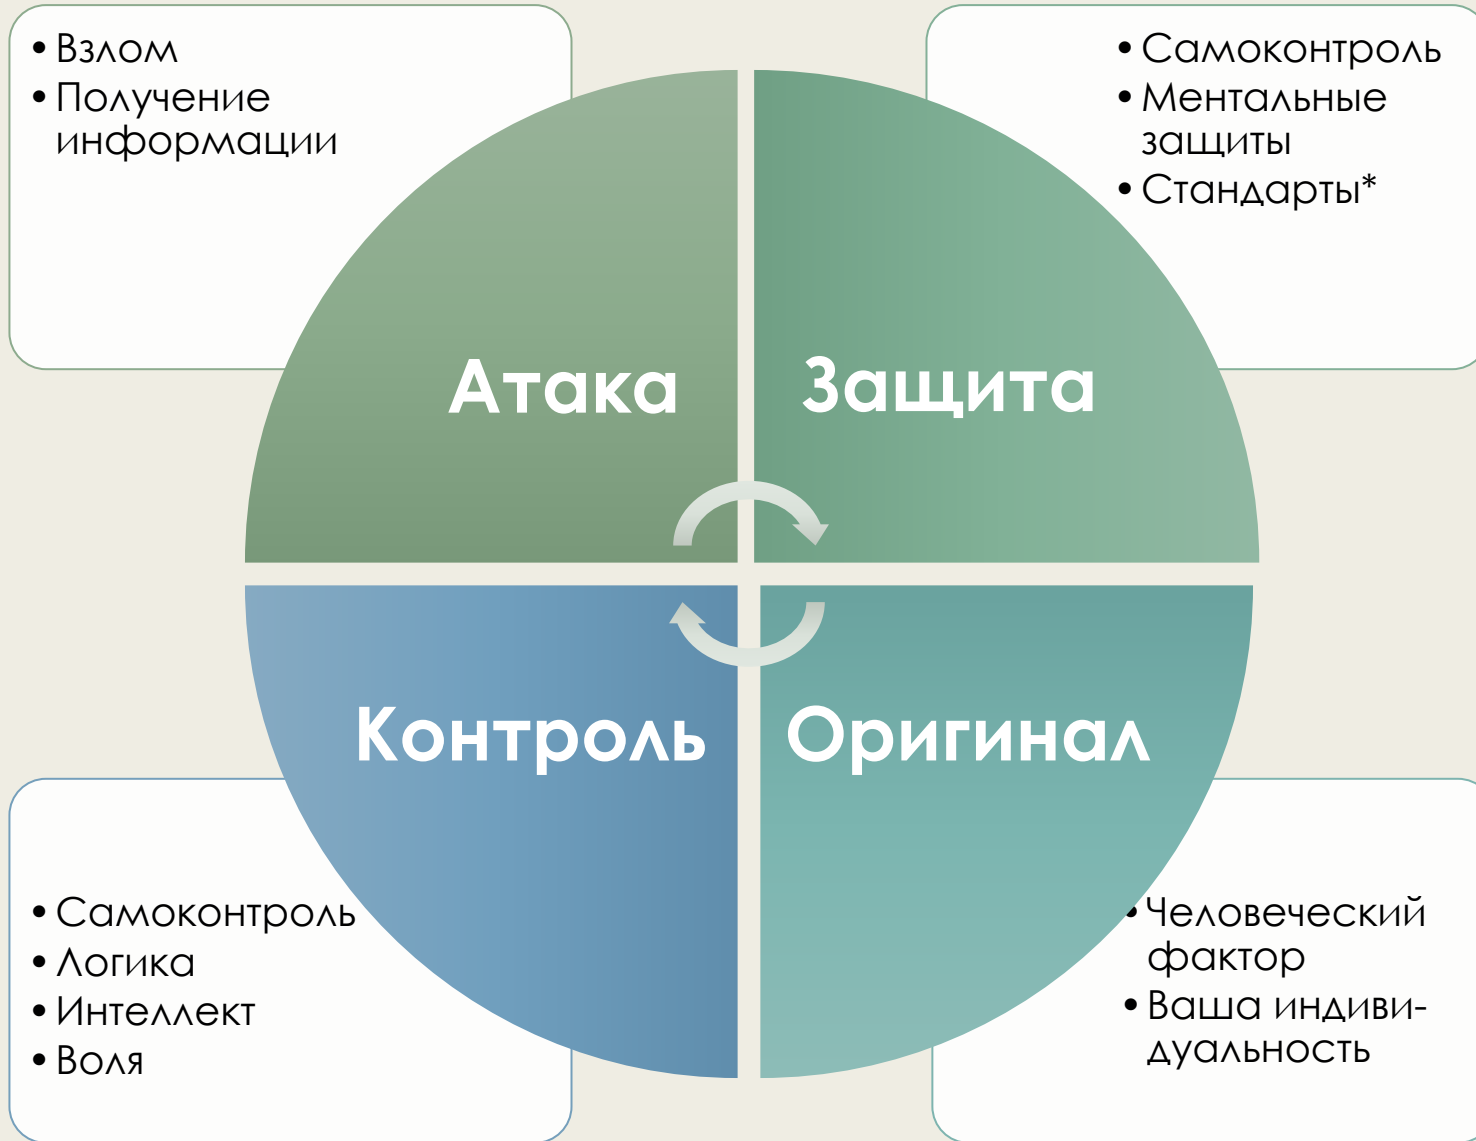 • Взлом
• Получение
информации
• Самоконтроль
• Ментальные
защиты
• Стандарты*
Атака
Защита
Контроль
Оригинал
• Самоконтроль
• Логика
• Интеллект
• Воля
• Человеческий
фактор
• Ваша индиви-
дуальность